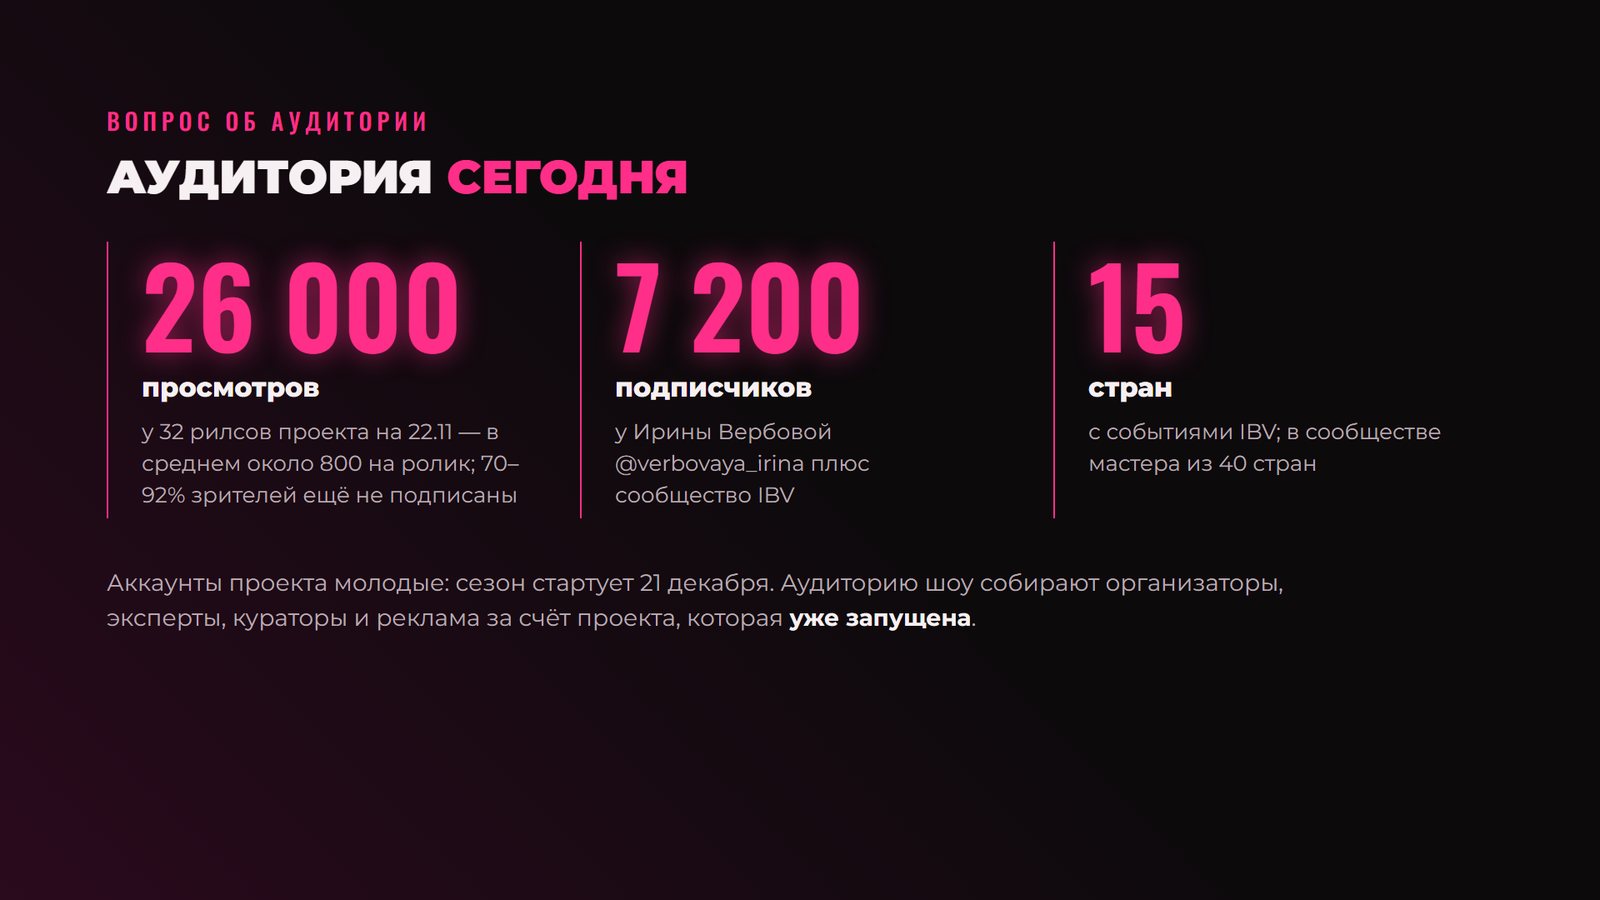 ВОПРОС ОБ АУДИТОРИИ
АУДИТОРИЯ СЕГОДНЯ
26 000
просмотров
у 32 рилсов проекта на 22.11 — в
среднем около 800 на ролик; 70–
92% зрителей ещё не подписаны
7 200
подписчиков
у Ирины Вербовой
@verbovaya_irina плюс
сообщество IBV
15
стран
с событиями IBV; в сообществе
мастера из 40 стран
Аккаунты проекта молодые: сезон стартует 21 декабря. Аудиторию шоу собирают организаторы,
эксперты, кураторы и реклама за счёт проекта, которая уже запущена.